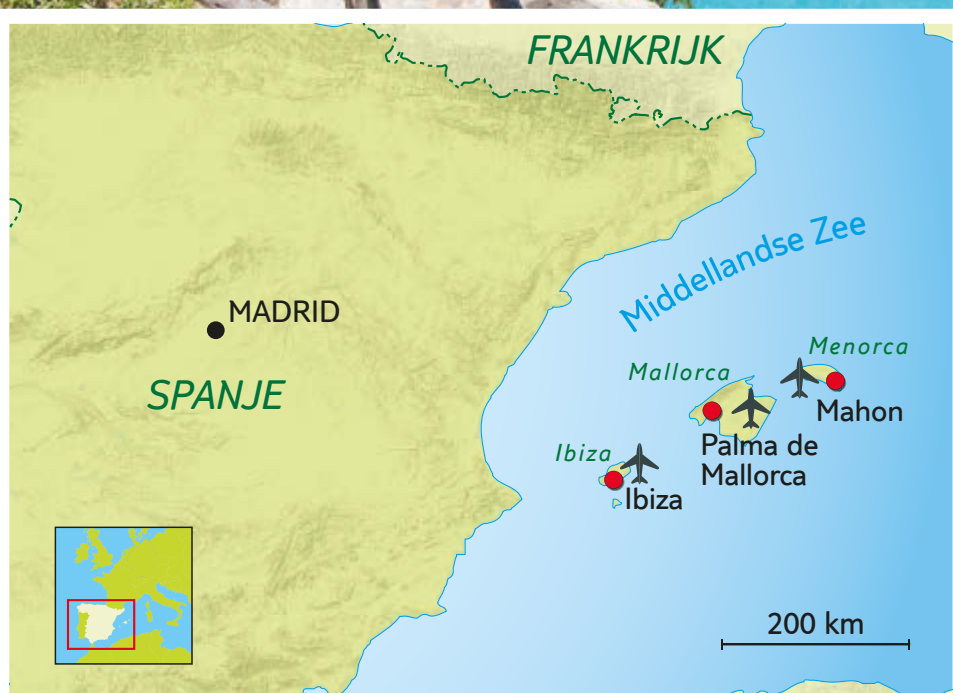 FRANKRIJK
Middellandse Zee
MADRID
SPANJE
Menorca
Mallorca
Mahon
Palma de
Mallorca
Ibiza
Ibiza
200 km